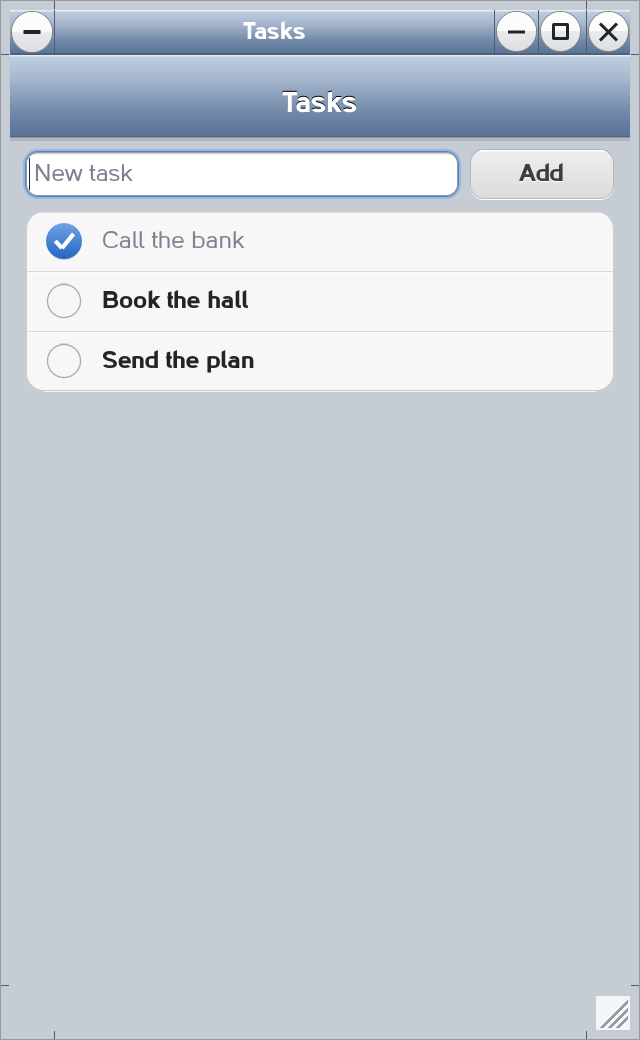 Tasks
Tasks
New task
Add
Call the bank
Book the hall
Send the plan